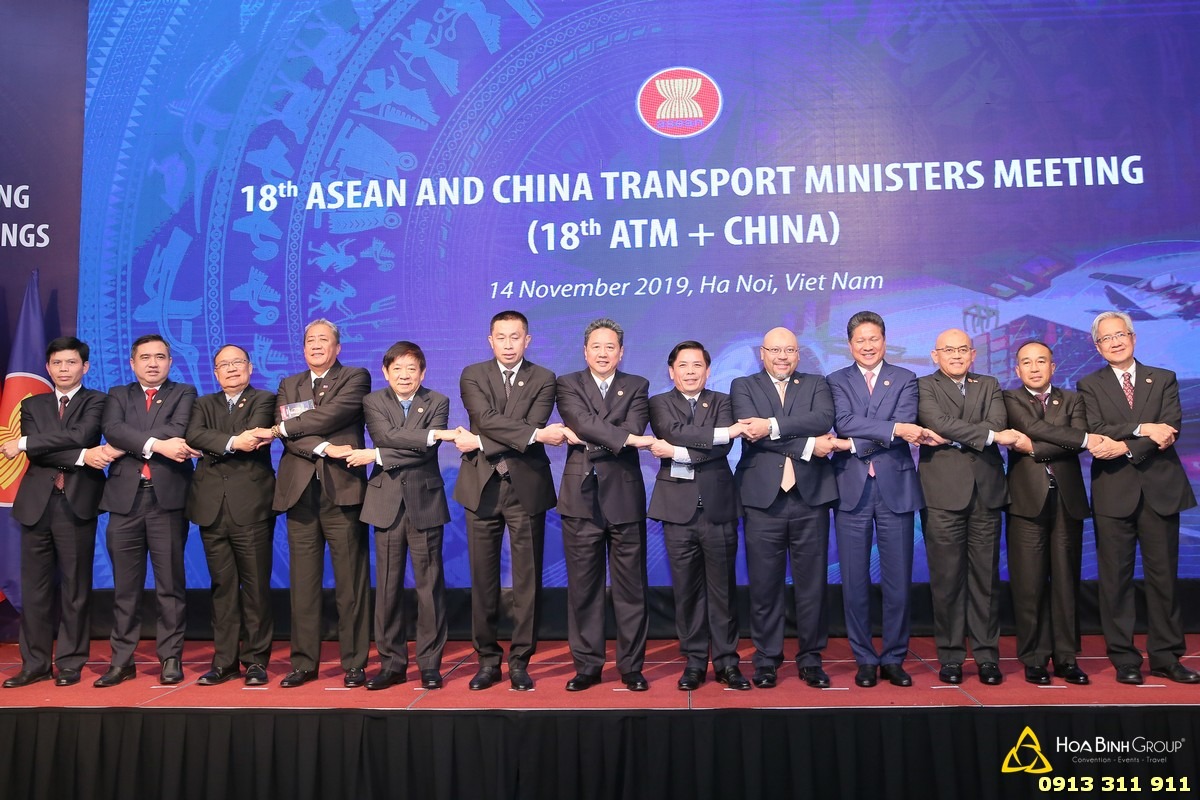 NG
NGS
18th ASEAN AND CHINA TRANSPORT MINISTERS MEETING
(18th ATM + CHINA)
14 November 2019, Ha Noi, Viet Nam
HOA BINH GROUP®
Convention - Events - Travel
0913 311 911